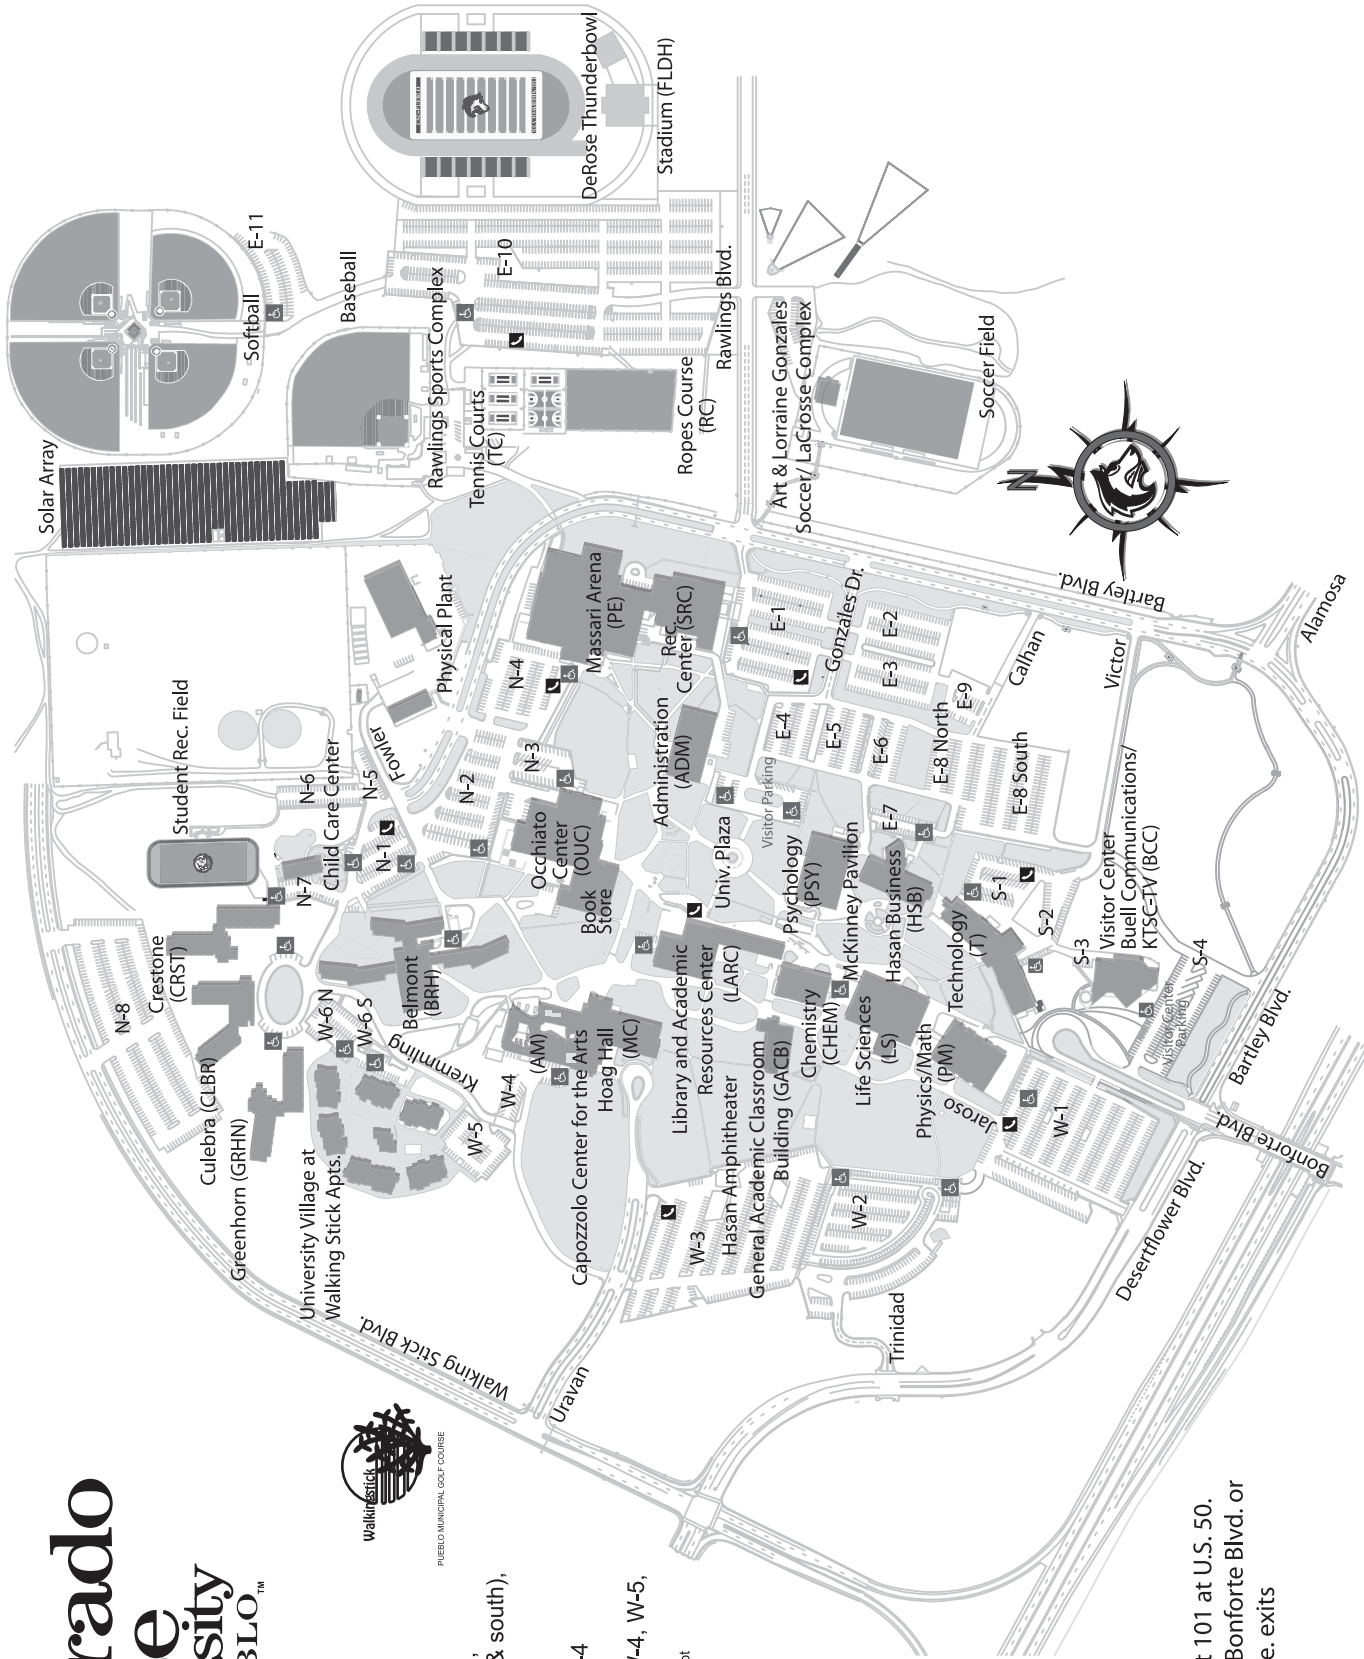 rado
e
sity
BLO™
& south),
-4
V-4, W-5,
ot
t 101 at U.S. 50.
Bonforte Blvd. or
e. exits
Walkingstick
PUEBLO MUNICIPAL GOLF COURSE
Walking Stick Blvd.
Uravan
Trinidad
Desertflower Blvd.
Bonforte Blvd.
Bartley Blvd.
Greenhorn (GRHN)
Culebra (CLBR)
Crestone
(CRST)
N-8
University Village at
Walking Stick Apts.
W-6 N
W-6 S
Kremmling
W-5
W-4
Belmont
(BRH)
(AM)
Capozzolo Center for the Arts
Hoag Hall
(MC)
W-3
Hasan Amphitheater
General Academic Classroom
Building (GACB)
Library and Academic
Resources Center
(LARC)
W-2
Chemistry
(CHEM)
Life Sciences
(LS)
Physics/Math
(PM)
Jaroso
W-1
Technology
(T)
McKinney Pavilion
Hasan Business
(HSB)
Psychology
(PSY)
Univ. Plaza
Visitor Parking
Book
Store
Occhiato
Center
(OUC)
Administration
(ADM)
Visitor Center
Parking
S-4
S-3
S-2
S-1
Visitor Center
Buell Communications/
KTSC-TV (BCC)
N-7
N-1
Child Care Center
N-6
N-5
Fowler
N-2
N-3
N-4
Student Rec. Field
Physical Plant
Massari Arena
(PE)
Rec.
Center (SRC)
E-1
E-2
E-3
E-4
E-5
E-6
E-7
E-8 North
E-8 South
E-9
Gonzales Dr.
Calhan
Victor
Bartley Blvd.
Alamosa
Solar Array
Softball
E-11
Baseball
Rawlings Sports Complex
Tennis Courts
(TC)
E-10
Ropes Course
(RC)
Rawlings Blvd.
Art & Lorraine Gonzales
Soccer/ LaCrosse Complex
Soccer Field
DeRose Thunderbowl
Stadium (FLDH)
N